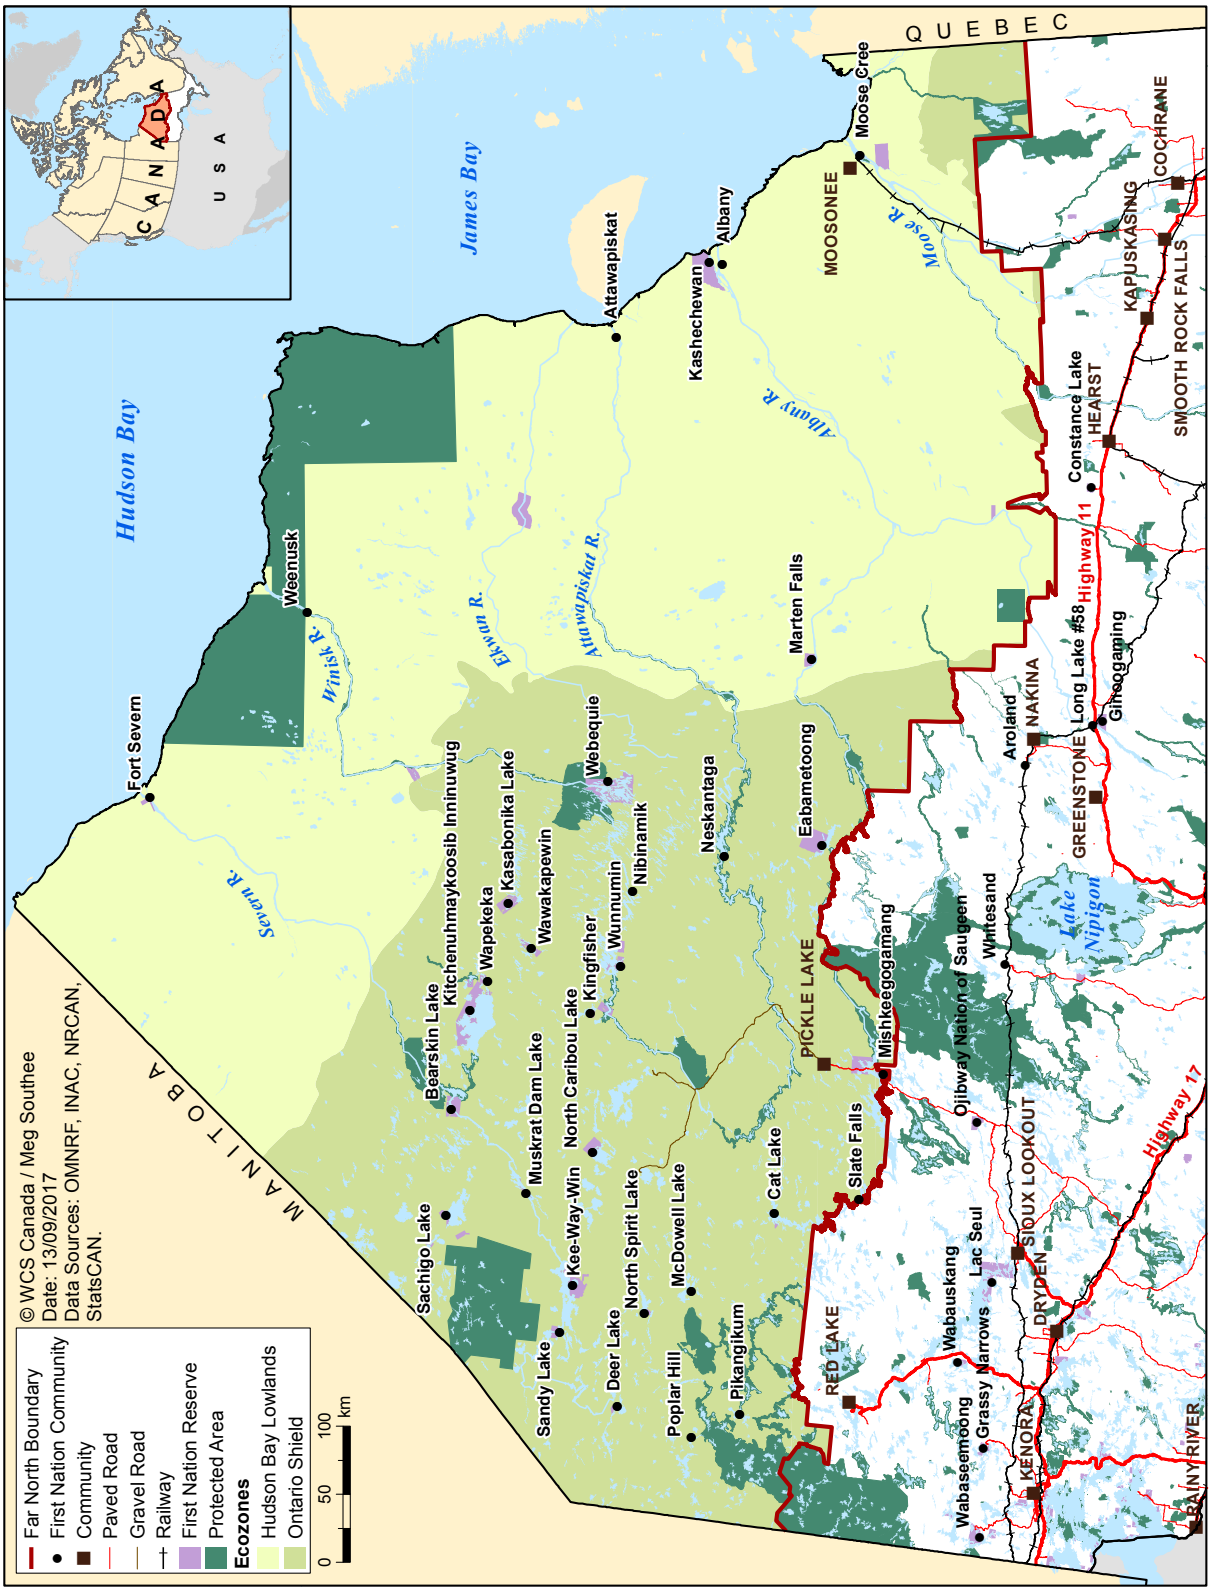 © WCS Canada / Meg Southee
Date: 13/09/2017
Data Sources: OMNRF, INAC, NRCAN,
StatsCAN.
Far North Boundary
First Nation Community
Community
Paved Road
Gravel Road
Railway
First Nation Reserve
Protected Area
Ecozones
Hudson Bay Lowlands
Ontario Shield
0 50 100
km
CANADA
USA
MANITOBA
QUEBEC
Hudson Bay
James Bay
Fort Severn
Severn R.
Weenusk
Winisk R.
Ekwan R.
Attawapiskat R.
Attawapiskat
Kashechewan
Albany
Albany R.
MOOSONEE
Moose Cree
Moose R.
Marten Falls
Webequie
Neskantaga
Eabametoong
Nibinamik
Wunnumin
Kingfisher
Wawakapewin
Kasabonika Lake
Wapekeka
Kitchenuhmaykoosib Inninuwug
Bearskin Lake
Muskrat Dam Lake
North Caribou Lake
Sachigo Lake
Kee-Way-Win
Sandy Lake
Deer Lake
North Spirit Lake
McDowell Lake
Poplar Hill
Pikangikum
Cat Lake
Slate Falls
PICKLE LAKE
Mishkeegogamang
Ojibway Nation of Saugeen
Whitesand
Lake
Nipigon
Aroland
NAKINA
GREENSTONE
Long Lake #58
Ginoogaming
Highway 11
Constance Lake
HEARST
KAPUSKASING
SMOOTH ROCK FALLS
COCHRANE
RED LAKE
Wabauskang
Lac Seul
SIOUX LOOKOUT
DRYDEN
Highway 17
Grassy Narrows
Wabaseemoong
KENORA
RAINY RIVER